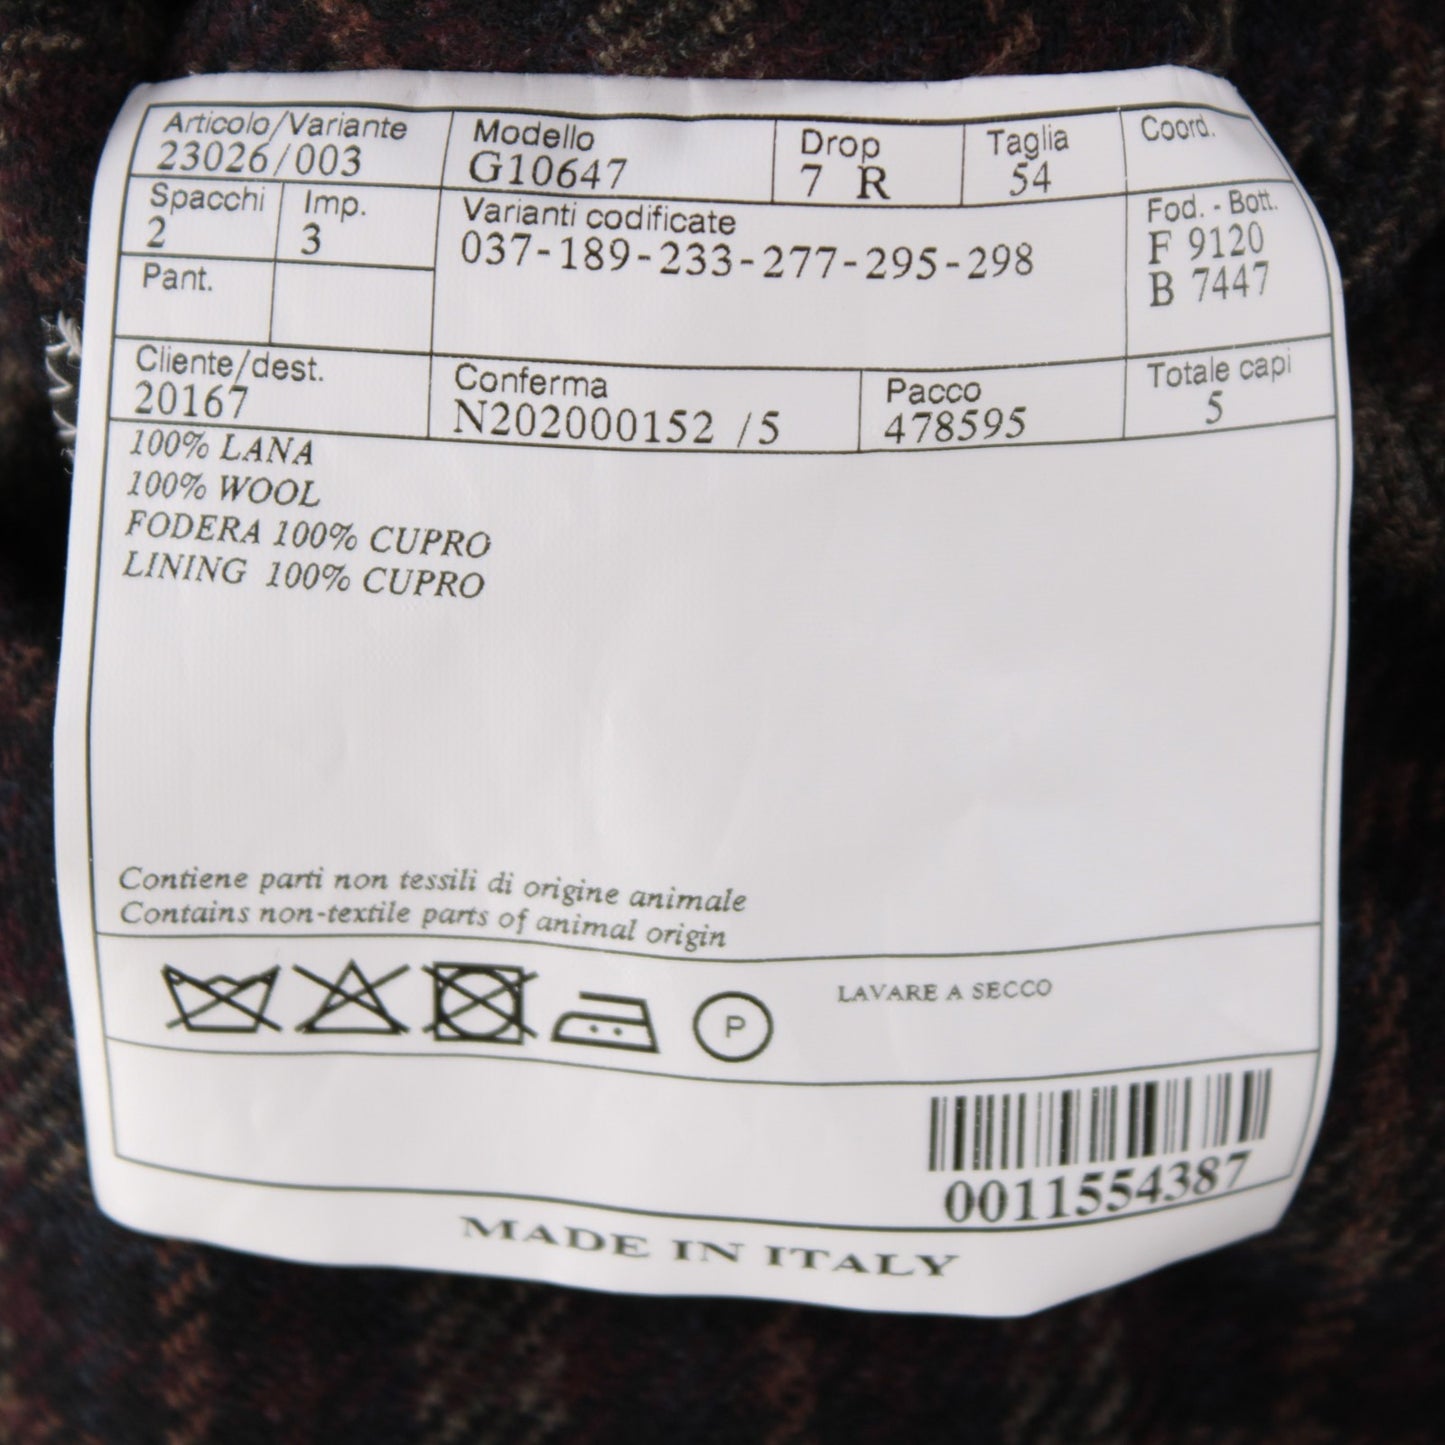 Articolo/Variante Modello Drop Taglia Coord.
23026/003 G10647 7 R 54
Spacchi Imp. Varianti codificate Fod. - Bott.
2 3 037-189-233-277-295-298 F 9120
B 7447
Pant.
Cliente/dest. Conferma Pacco Totale capi
20167 N202000152 /5 478595 5
100% LANA
100% WOOL
FODERA 100% CUPRO
LINING 100% CUPRO
Contiene parti non tessili di origine animale
Contains non-textile parts of animal origin
P LAVARE A SECCO
0011554387
MADE IN ITALY